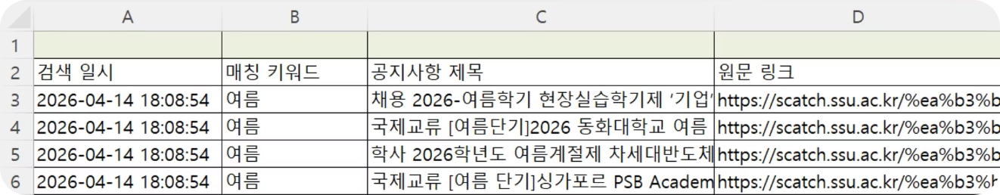 A B C D
1
2 검색 일시 매칭 키워드 공지사항 제목 원문 링크
3 2026-04-14 18:08:54 여름 채용 2026-여름학기 현장실습학기제 ‘기업’ https://scatch.ssu.ac.kr/%ea%b3%b
4 2026-04-14 18:08:54 여름 국제교류 [여름단기]2026 동화대학교 여름 https://scatch.ssu.ac.kr/%ea%b3%b
5 2026-04-14 18:08:54 여름 학사 2026학년도 여름계절제 차세대반도체 https://scatch.ssu.ac.kr/%ea%b3%b
6 2026-04-14 18:08:54 여름 국제교류 [여름 단기]싱가포르 PSB Academ https://scatch.ssu.ac.kr/%ea%b3%